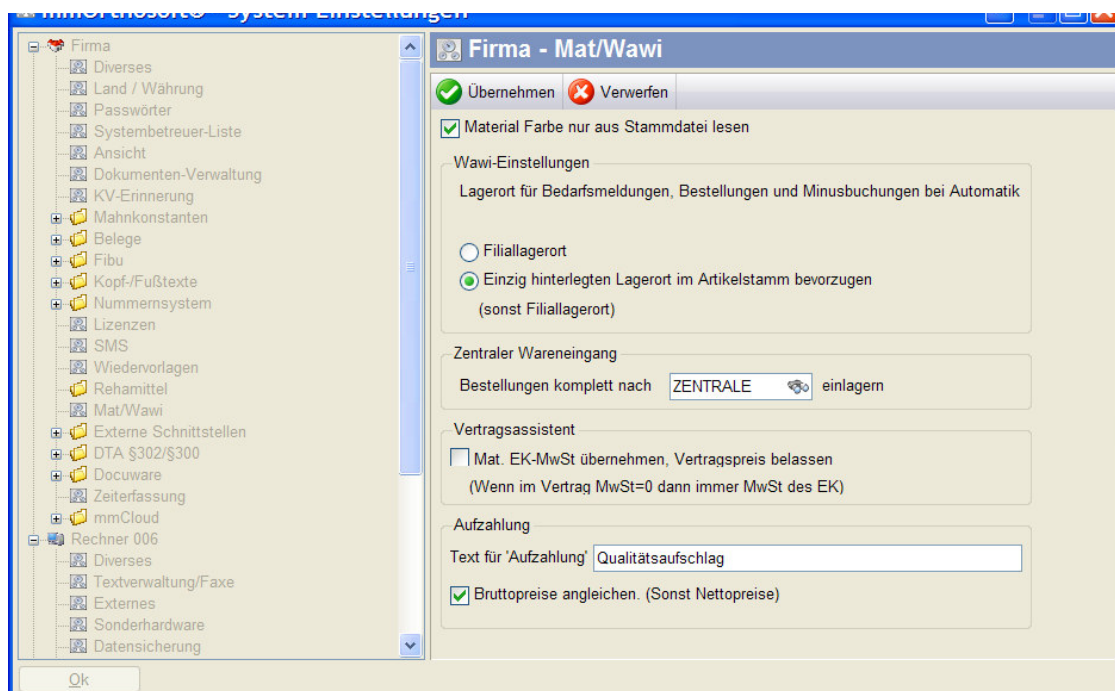 mmOrthosoft® - System-Einstellungen
Firma
Diverses
Land / Währung
Passwörter
Systembetreuer-Liste
Ansicht
Dokumenten-Verwaltung
KV-Erinnerung
Mahnkonstanten
Belege
Fibu
Kopf-/Fußtexte
Nummernsystem
Lizenzen
SMS
Wiedervorlagen
Rehamittel
Mat/Wawi
Externe Schnittstellen
DTA §302/§300
Docuware
Zeiterfassung
mmCloud
Rechner 006
Diverses
Textverwaltung/Faxe
Externes
Sonderhardware
Datensicherung
Ok
Firma - Mat/Wawi
Übernehmen Verwerfen
Material Farbe nur aus Stammdatei lesen
Wawi-Einstellungen
Lagerort für Bedarfsmeldungen, Bestellungen und Minusbuchungen bei Automatik
Filiallagerort
Einzig hinterlegten Lagerort im Artikelstamm bevorzugen
(sonst Filiallagerort)
Zentraler Wareneingang
Bestellungen komplett nach ZENTRALE einlagern
Vertragsassistent
Mat. EK-MwSt übernehmen, Vertragspreis belassen
(Wenn im Vertrag MwSt=0 dann immer MwSt des EK)
Aufzahlung
Text für 'Aufzahlung' Qualitätsaufschlag
Bruttopreise angleichen. (Sonst Nettopreise)